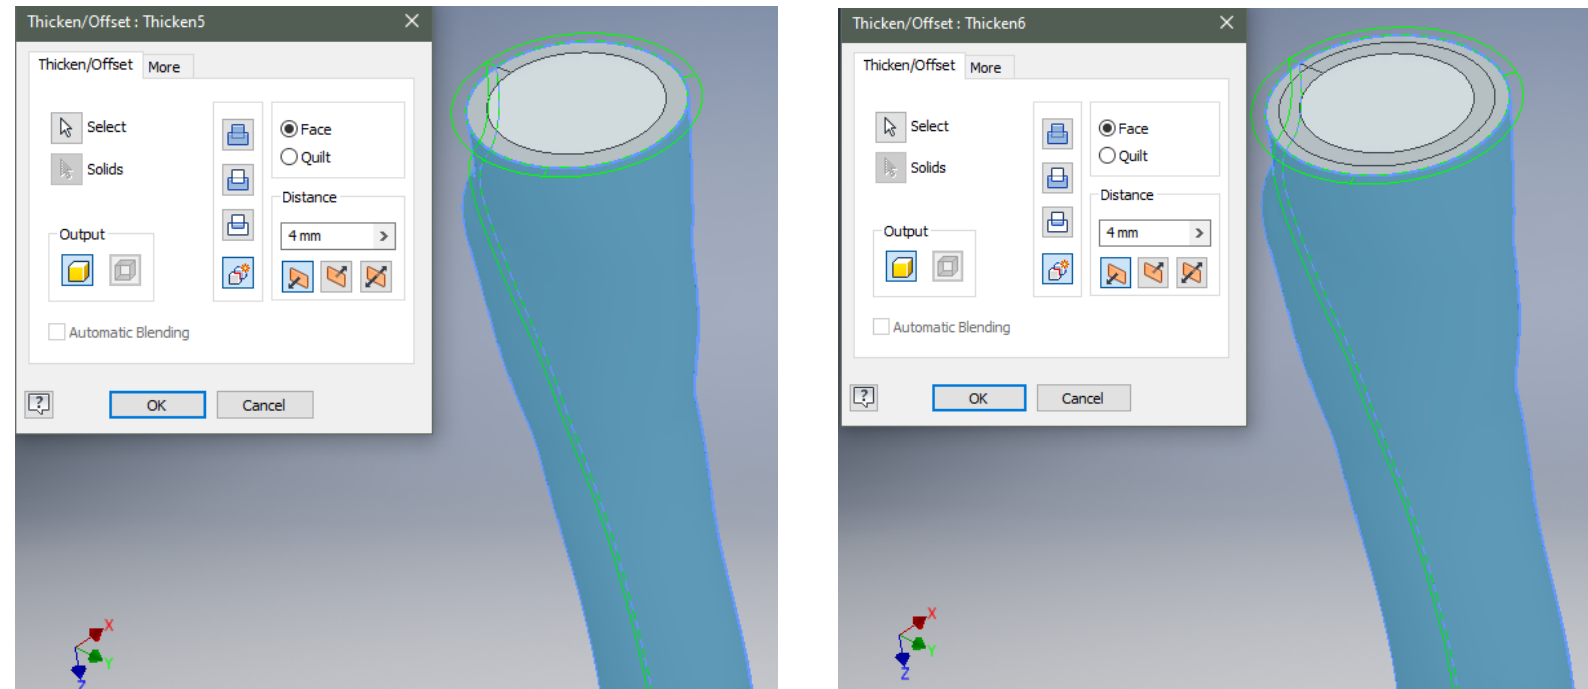 Thicken/Offset : Thicken5
Thicken/Offset
More
Select
Solids
Face
Quilt
Distance
4 mm
Output
Automatic Blending
?
OK
Cancel
X
Y
Z
Thicken/Offset : Thicken6
Thicken/Offset
More
Select
Solids
Face
Quilt
Distance
4 mm
Output
Automatic Blending
?
OK
Cancel
X
Y
Z